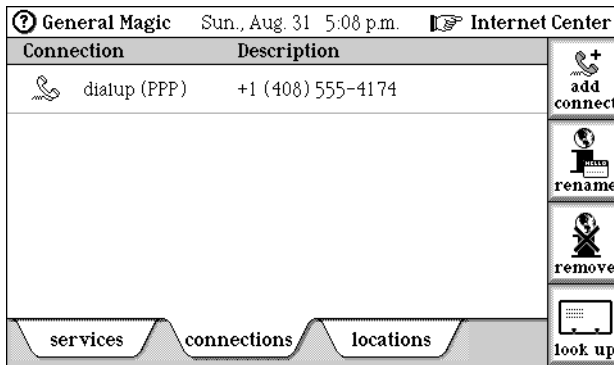 ? General Magic Sun., Aug. 31 5:08 p.m. Internet Center
Connection Description
dialup (PPP) +1 (408) 555-4174
add
connect
HELLO
rename
remove
look up
services connections locations